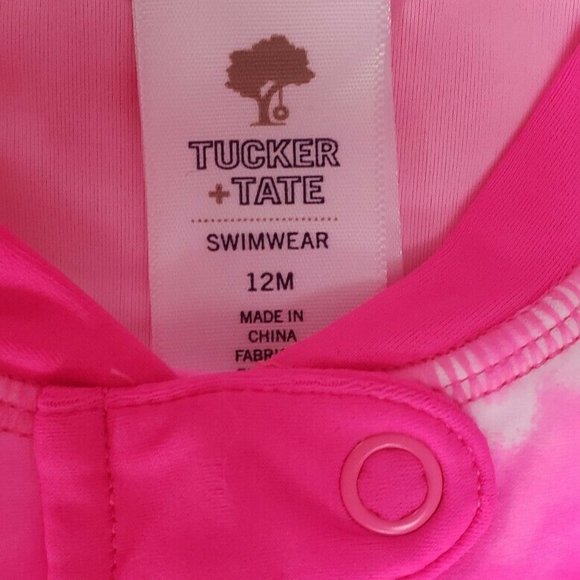 TUCKER
+TATE
SWIMWEAR
12M
MADE IN
CHINA